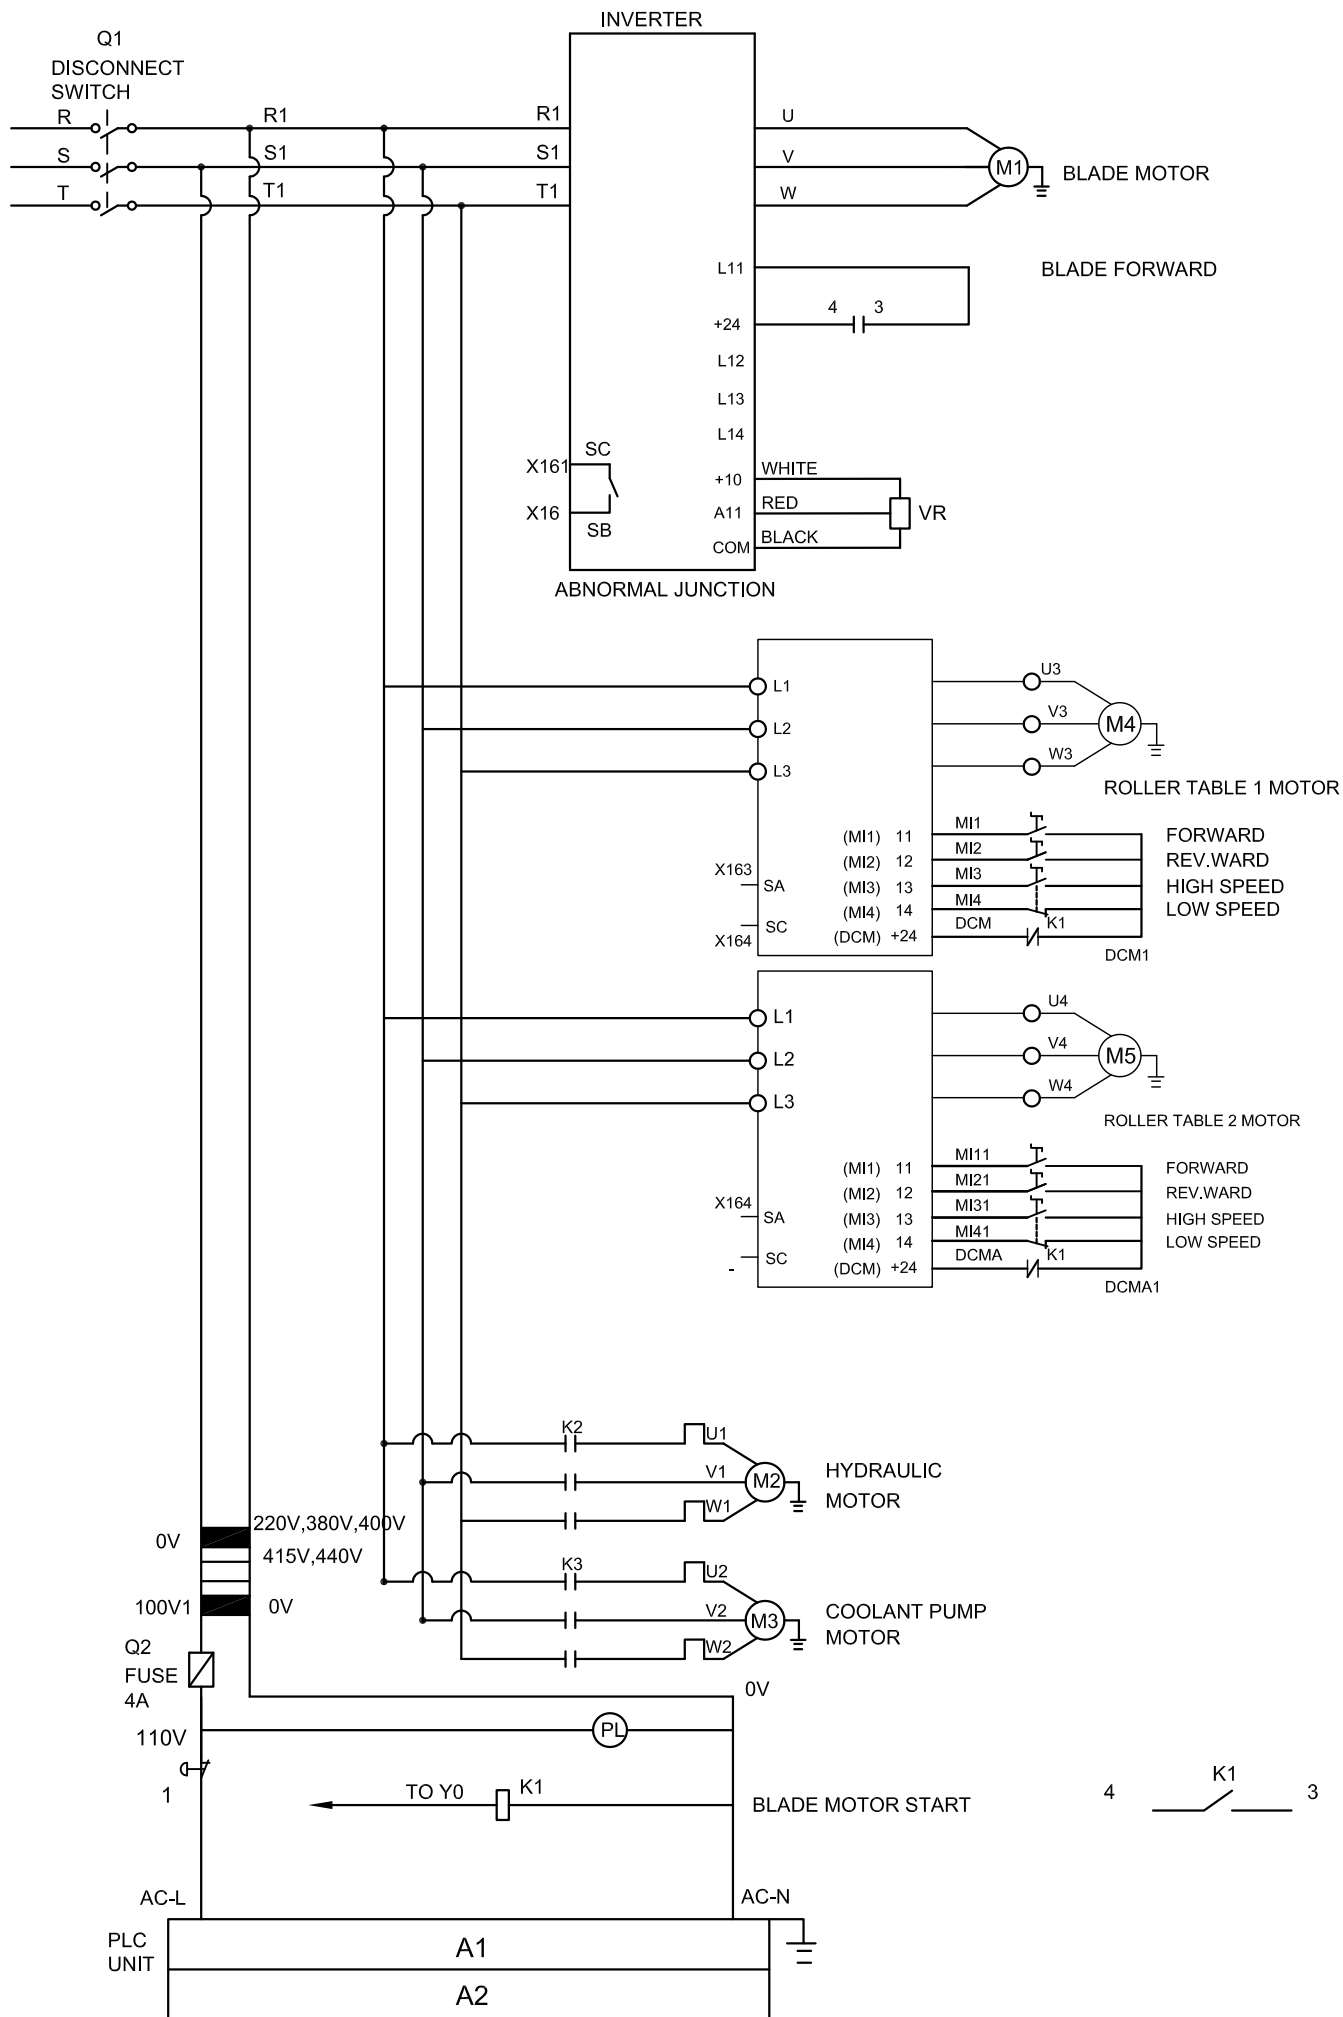 INVERTER
Q1
DISCONNECT
SWITCH
R R1 R1 U
S S1 S1 V M1 BLADE MOTOR
T T1 T1 W
L11 BLADE FORWARD
4 3
+24
L12
L13
L14
SC
X161 +10 WHITE
X16 A11 RED VR
SB
COM BLACK
ABNORMAL JUNCTION
L1 U3
L2 V3 M4
L3 W3
ROLLER TABLE 1 MOTOR
(MI1) 11 MI1 FORWARD
(MI2) 12 MI2 REV.WARD
X163 SA (MI3) 13 MI3 HIGH SPEED
(MI4) 14 MI4 LOW SPEED
SC DCM K1
X164 (DCM) +24
DCM1
L1 U4
L2 V4 M5
L3 W4
ROLLER TABLE 2 MOTOR
(MI1) 11 MI11 FORWARD
(MI2) 12 MI21 REV.WARD
X164 SA (MI3) 13 MI31 HIGH SPEED
(MI4) 14 MI41 LOW SPEED
SC DCMA K1
- (DCM) +24
DCMA1
K2 U1
V1 M2 HYDRAULIC
MOTOR
W1
220V,380V,400V
0V
415V,440V
K3 U2
100V1 0V
V2 M3 COOLANT PUMP
MOTOR
W2
Q2
FUSE
4A
0V
110V PL
1
TO Y0 K1 BLADE MOTOR START
4 K1 3
AC-L AC-N
PLC
UNIT
A1
A2